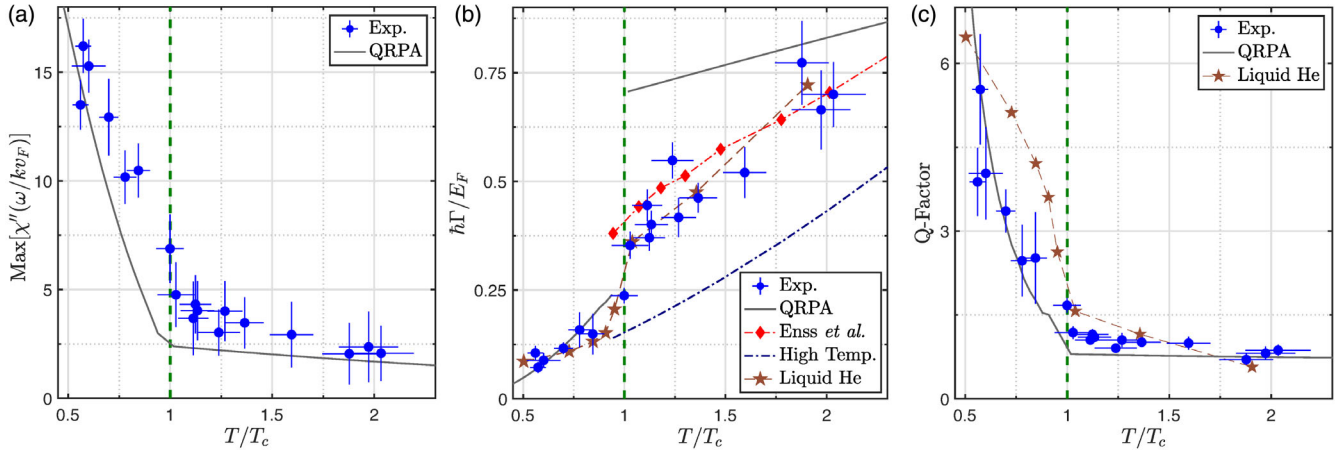 (a)
Max[χ″(ω/kv_F)]
15
10
5
0
0.5
1
1.5
2
T/T_c
Exp.
QRPA
(b)
ħΓ/E_F
0.75
0.5
0.25
0
0.5
1
1.5
2
T/T_c
Exp.
QRPA
Enss et al.
High Temp.
Liquid He
(c)
Q-Factor
6
3
0
0.5
1
1.5
2
T/T_c
Exp.
QRPA
Liquid He